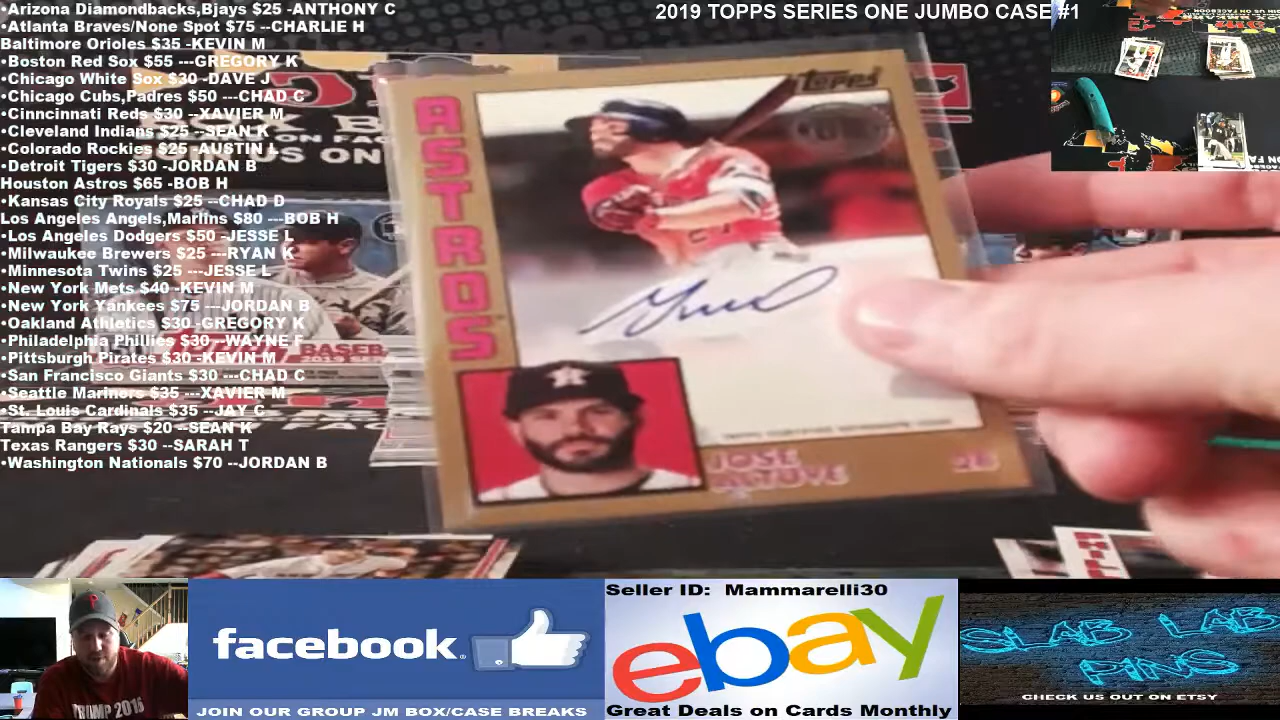 •Arizona Diamondbacks,Bjays $25 -ANTHONY C
•Atlanta Braves/None Spot $75 --CHARLIE H
Baltimore Orioles $35 -KEVIN M
•Boston Red Sox $55 ---GREGORY K
•Chicago White Sox $30 -DAVE J
•Chicago Cubs,Padres $50 ---CHAD C
•Cinncinnati Reds $30 --XAVIER M
•Cleveland Indians $25 --SEAN K
•Colorado Rockies $25 -AUSTIN L
•Detroit Tigers $30 -JORDAN B
Houston Astros $65 -BOB H
•Kansas City Royals $25 --CHAD D
Los Angeles Angels,Marlins $80 ---BOB H
•Los Angeles Dodgers $50 -JESSE L
•Milwaukee Brewers $25 ---RYAN K
•Minnesota Twins $25 ---JESSE L
•New York Mets $40 -KEVIN M
•New York Yankees $75 ---JORDAN B
•Oakland Athletics $30 -GREGORY K
•Philadelphia Phillies $30 --WAYNE F
•Pittsburgh Pirates $30 -KEVIN M
•San Francisco Giants $30 ---CHAD C
•Seattle Mariners $35 ---XAVIER M
•St. Louis Cardinals $35 --JAY C
Tampa Bay Rays $20 --SEAN K
Texas Rangers $30 --SARAH T
•Washington Nationals $70 --JORDAN B
2019 TOPPS SERIES ONE JUMBO CASE #1
Topps
ASTROS
JOSE
ALTUVE
2B
BASEB
TRUMP 2016
facebook
JOIN OUR GROUP JM BOX/CASE BREAKS
Seller ID: Mammarelli30
ebay
Great Deals on Cards Monthly
SLAB LAB
PINS
CHECK US OUT ON ETSY